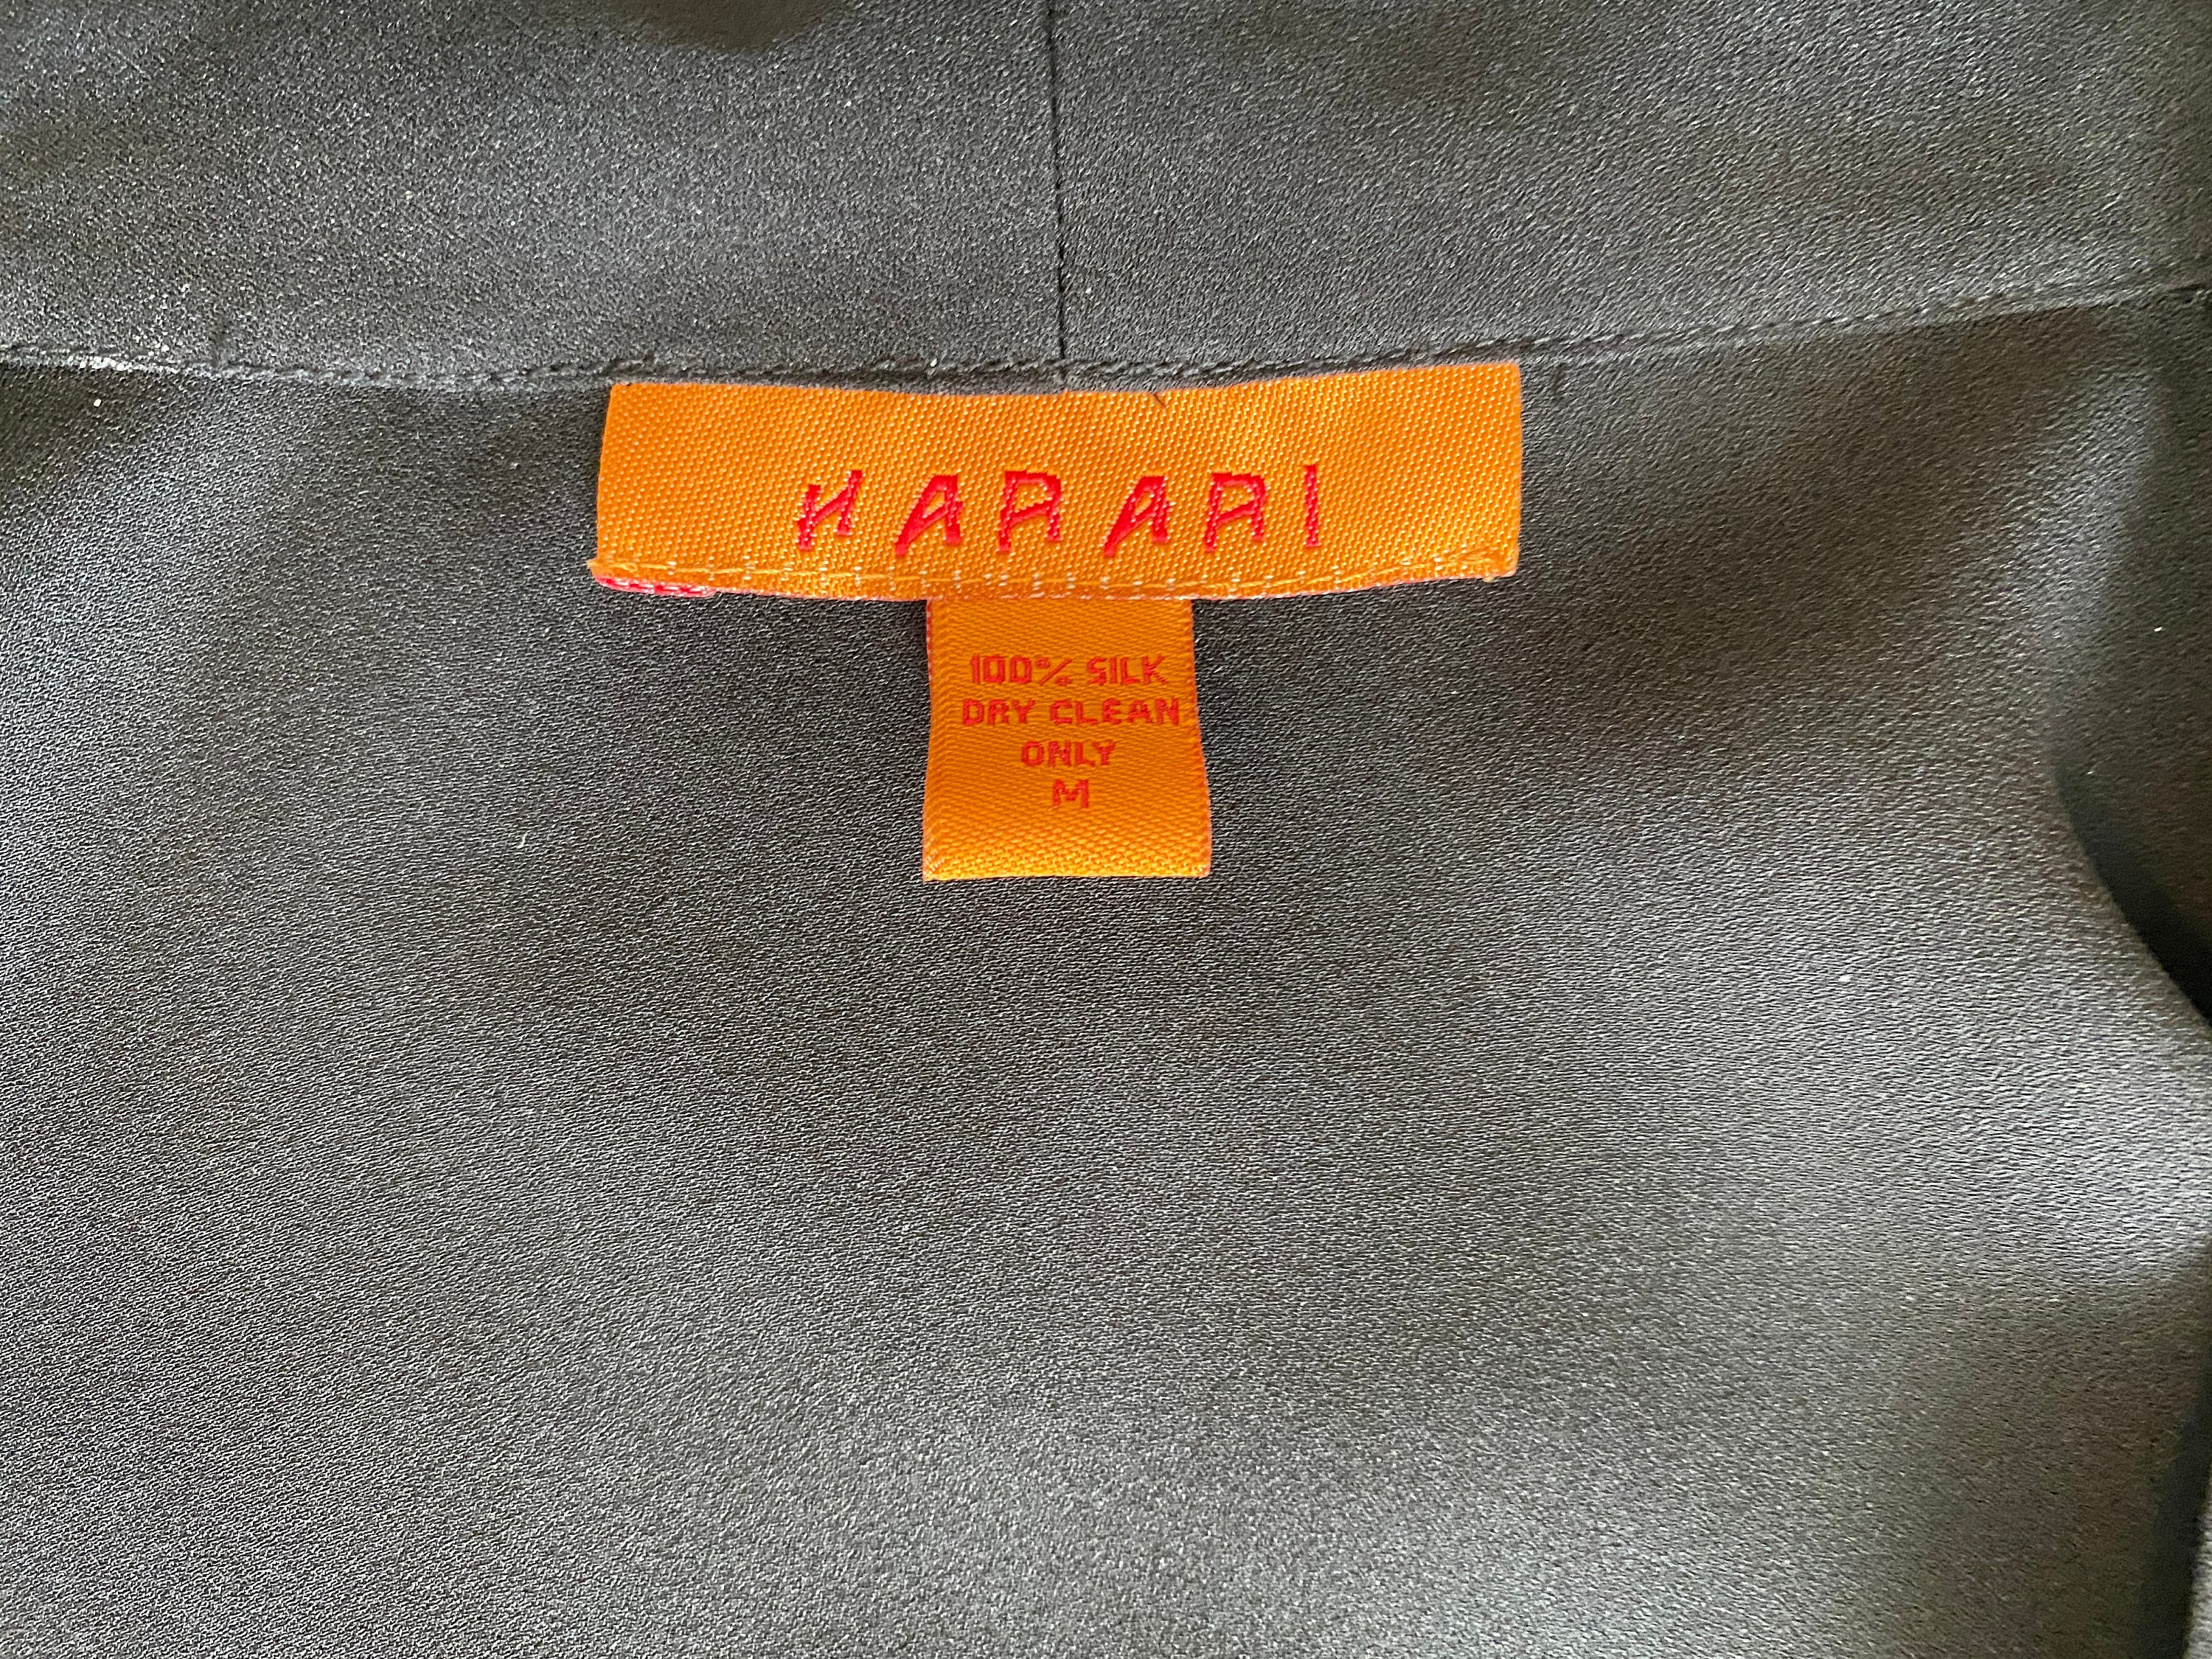 HARARI
100% SILK
DRY CLEAN
ONLY
M